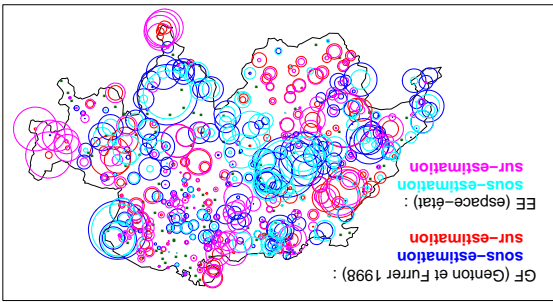 GF (Genton et Furrer 1998) :
sous−estimation
sur−estimation
EE (espace−état) :
sous−estimation
sur−estimation